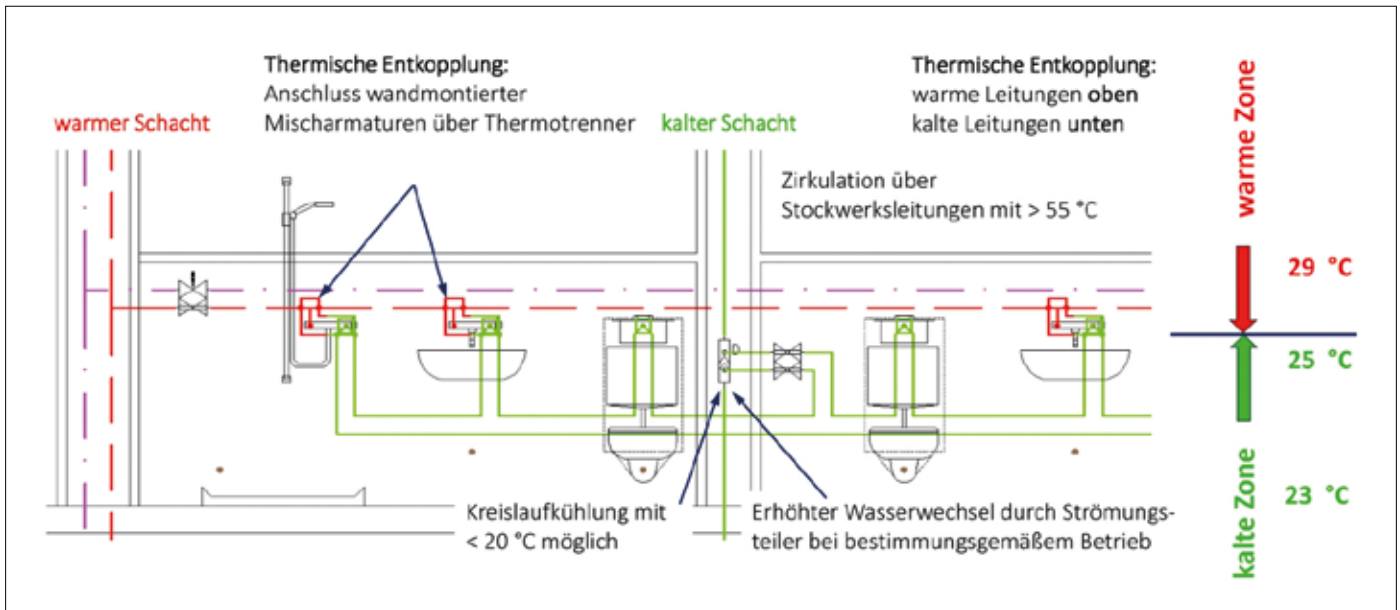 Thermische Entkopplung:
Anschluss wandmontierter
Mischarmaturen über Thermotrenner
warmer Schacht
kalter Schacht
Thermische Entkopplung:
warme Leitungen oben
kalte Leitungen unten
Zirkulation über
Stockwerksleitungen mit > 55 °C
warme Zone
29 °C
25 °C
23 °C
kalte Zone
Kreislaufkühlung mit
< 20 °C möglich
Erhöhter Wasserwechsel durch Strömungs-
teiler bei bestimmungsgemäßem Betrieb